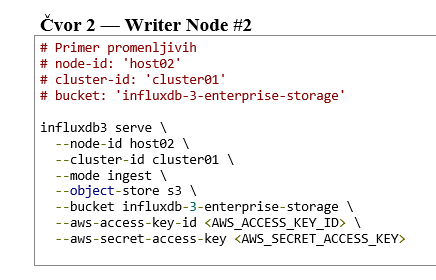 Čvor 2 — Writer Node #2
# Primer promenljivih
# node-id: 'host02'
# cluster-id: 'cluster01'
# bucket: 'influxdb-3-enterprise-storage'
influxdb3 serve \
--node-id host02 \
--cluster-id cluster01 \
--mode ingest \
--object-store s3 \
--bucket influxdb-3-enterprise-storage \
--aws-access-key-id <AWS_ACCESS_KEY_ID> \
--aws-secret-access-key <AWS_SECRET_ACCESS_KEY>